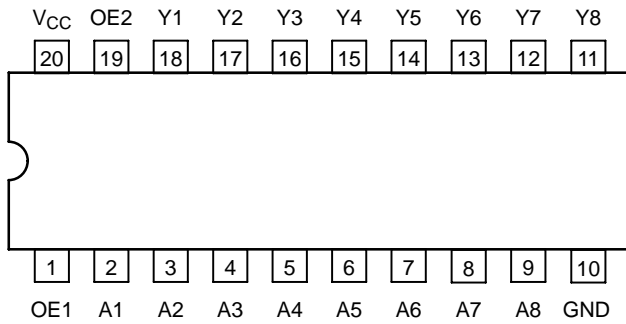 VCC OE2 Y1 Y2 Y3 Y4 Y5 Y6 Y7 Y8
20 19 18 17 16 15 14 13 12 11
1 2 3 4 5 6 7 8 9 10
OE1 A1 A2 A3 A4 A5 A6 A7 A8 GND